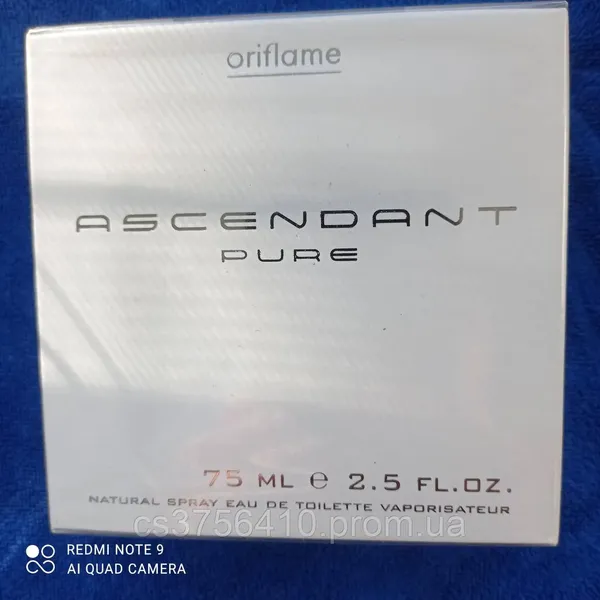 oriflame
ASCENDANT
PURE
75 ML e 2.5 FL.OZ.
NATURAL SPRAY EAU DE TOILETTE VAPORISATEUR
cs3756410.prom.ua
REDMI NOTE 9
AI QUAD CAMERA